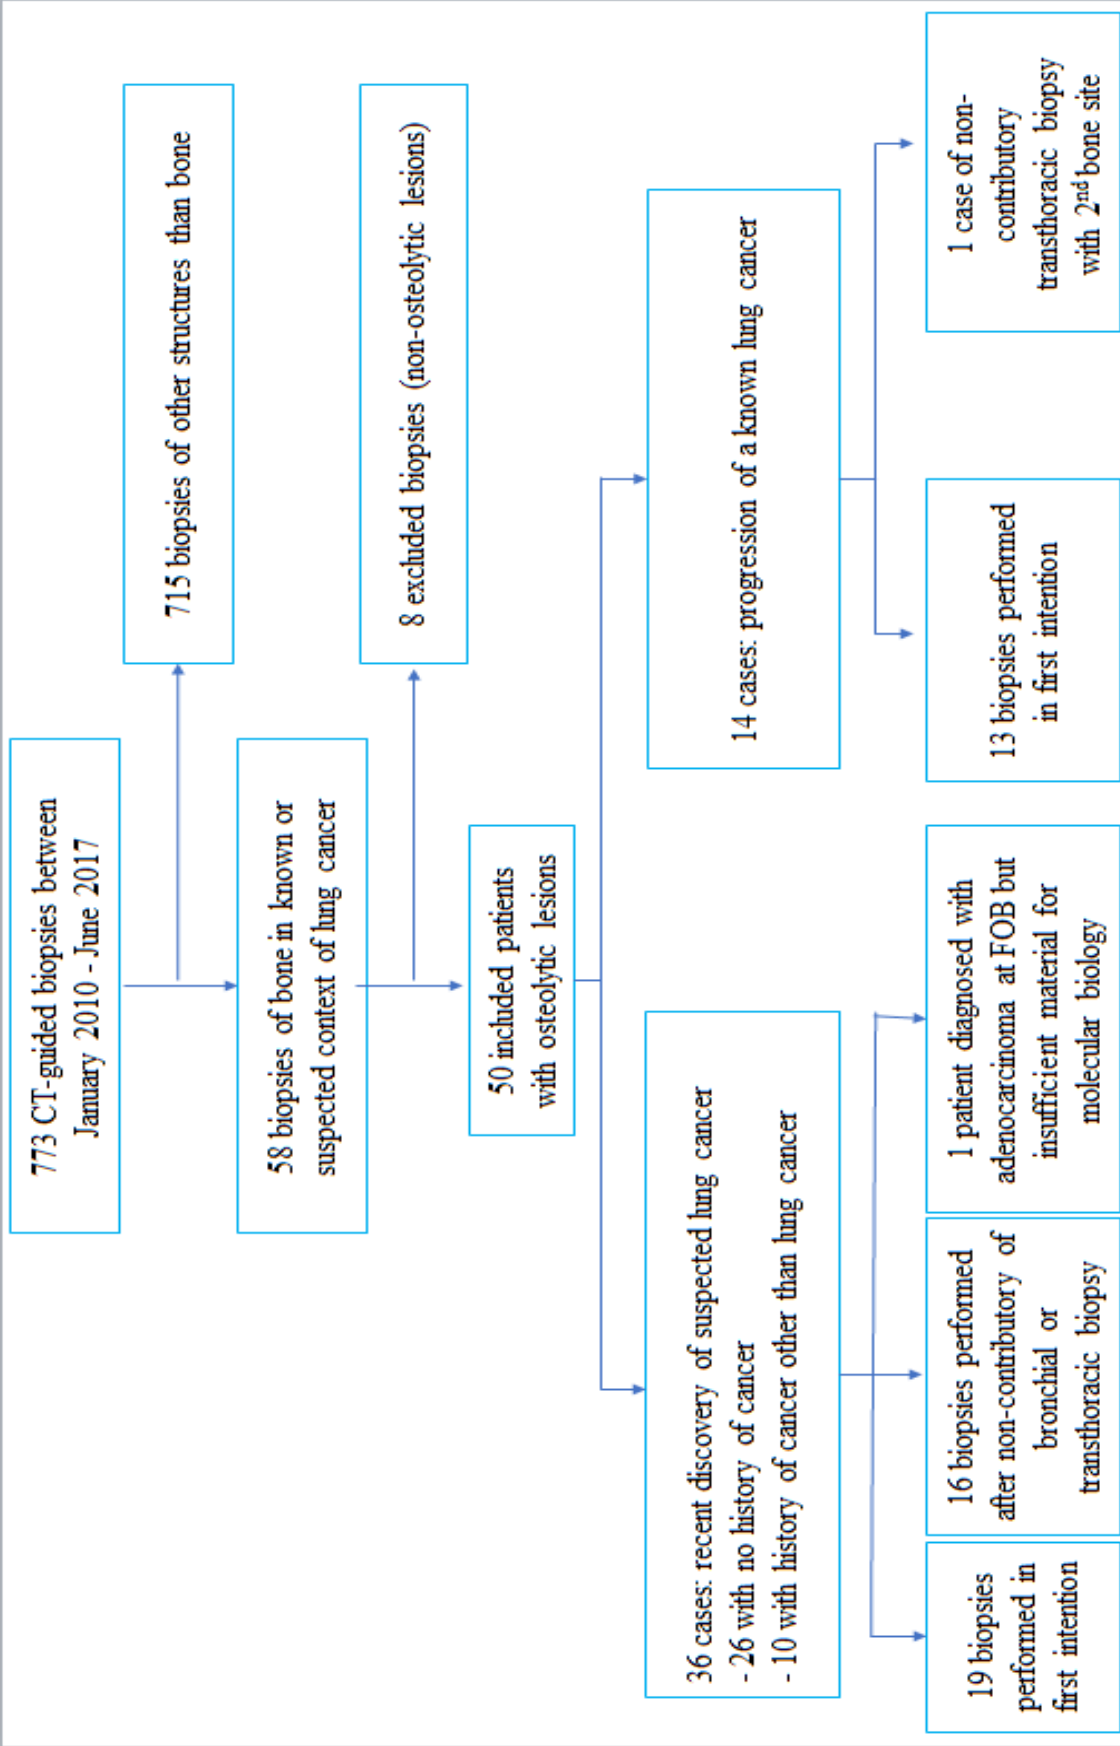 773 CT-guided biopsies between
January 2010 - June 2017
715 biopsies of other structures than bone
58 biopsies of bone in known or
suspected context of lung cancer
8 excluded biopsies (non-osteolytic lesions)
50 included patients
with osteolytic lesions
36 cases: recent discovery of suspected lung cancer
- 26 with no history of cancer
- 10 with history of cancer other than lung cancer
14 cases: progression of a known lung cancer
19 biopsies
performed in
first intention
16 biopsies performed
after non-contributory of
bronchial or
transthoracic biopsy
1 patient diagnosed with
adenocarcinoma at FOB but
insufficient material for
molecular biology
13 biopsies performed
in first intention
1 case of non-
contributory
transthoracic biopsy
with 2nd bone site